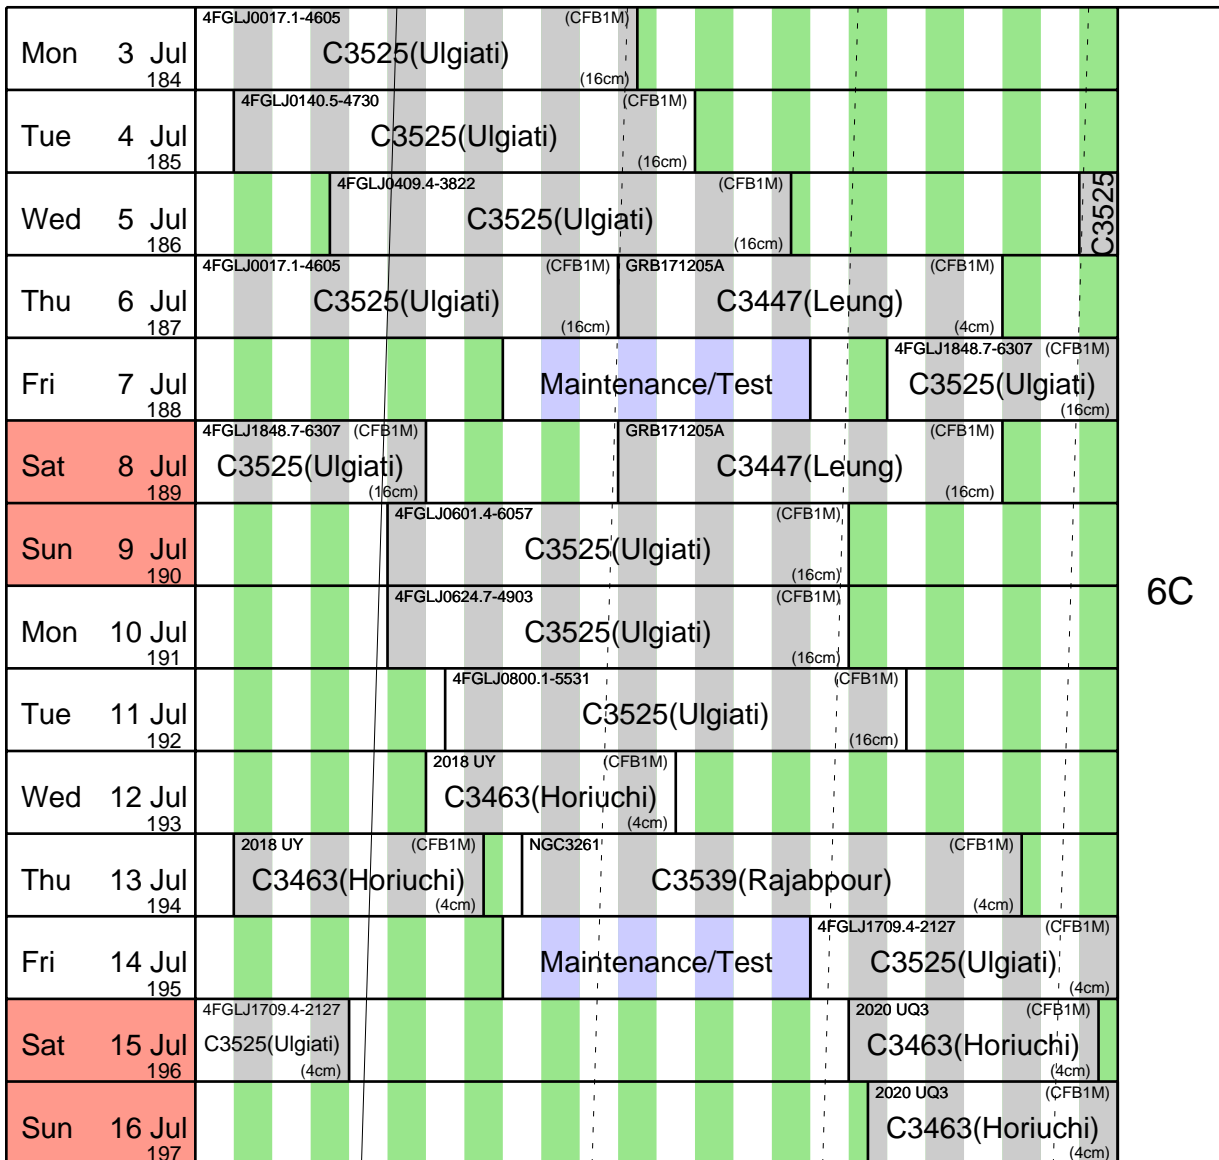 4FGLJ0017.1-4605 (CFB1M)
Mon 3 Jul C3525(Ulgiati)
184 (16cm)
4FGLJ0140.5-4730 (CFB1M)
Tue 4 Jul C3525(Ulgiati)
185 (16cm)
4FGLJ0409.4-3822 (CFB1M)
Wed 5 Jul C3525(Ulgiati) C3525
186 (16cm)
4FGLJ0017.1-4605 (CFB1M) GRB171205A (CFB1M)
Thu 6 Jul C3525(Ulgiati) C3447(Leung)
187 (16cm) (4cm)
4FGLJ1848.7-6307 (CFB1M)
Fri 7 Jul Maintenance/Test C3525(Ulgiati)
188 (16cm)
4FGLJ1848.7-6307 (CFB1M) GRB171205A (CFB1M)
Sat 8 Jul C3525(Ulgiati) C3447(Leung)
189 (16cm) (16cm)
4FGLJ0601.4-6057 (CFB1M)
Sun 9 Jul C3525(Ulgiati)
190 (16cm)
6C
4FGLJ0624.7-4903 (CFB1M)
Mon 10 Jul C3525(Ulgiati)
191 (16cm)
4FGLJ0800.1-5531 (CFB1M)
Tue 11 Jul C3525(Ulgiati)
192 (16cm)
2018 UY (CFB1M)
Wed 12 Jul C3463(Horiuchi)
193 (4cm)
2018 UY (CFB1M) NGC3261 (CFB1M)
Thu 13 Jul C3463(Horiuchi) C3539(Rajabpour)
194 (4cm) (4cm)
4FGLJ1709.4-2127 (CFB1M)
Fri 14 Jul Maintenance/Test C3525(Ulgiati)
195 (4cm)
4FGLJ1709.4-2127 2020 UQ3 (CFB1M)
Sat 15 Jul C3525(Ulgiati) C3463(Horiuchi)
196 (4cm) (4cm)
2020 UQ3 (CFB1M)
Sun 16 Jul C3463(Horiuchi)
197 (4cm)